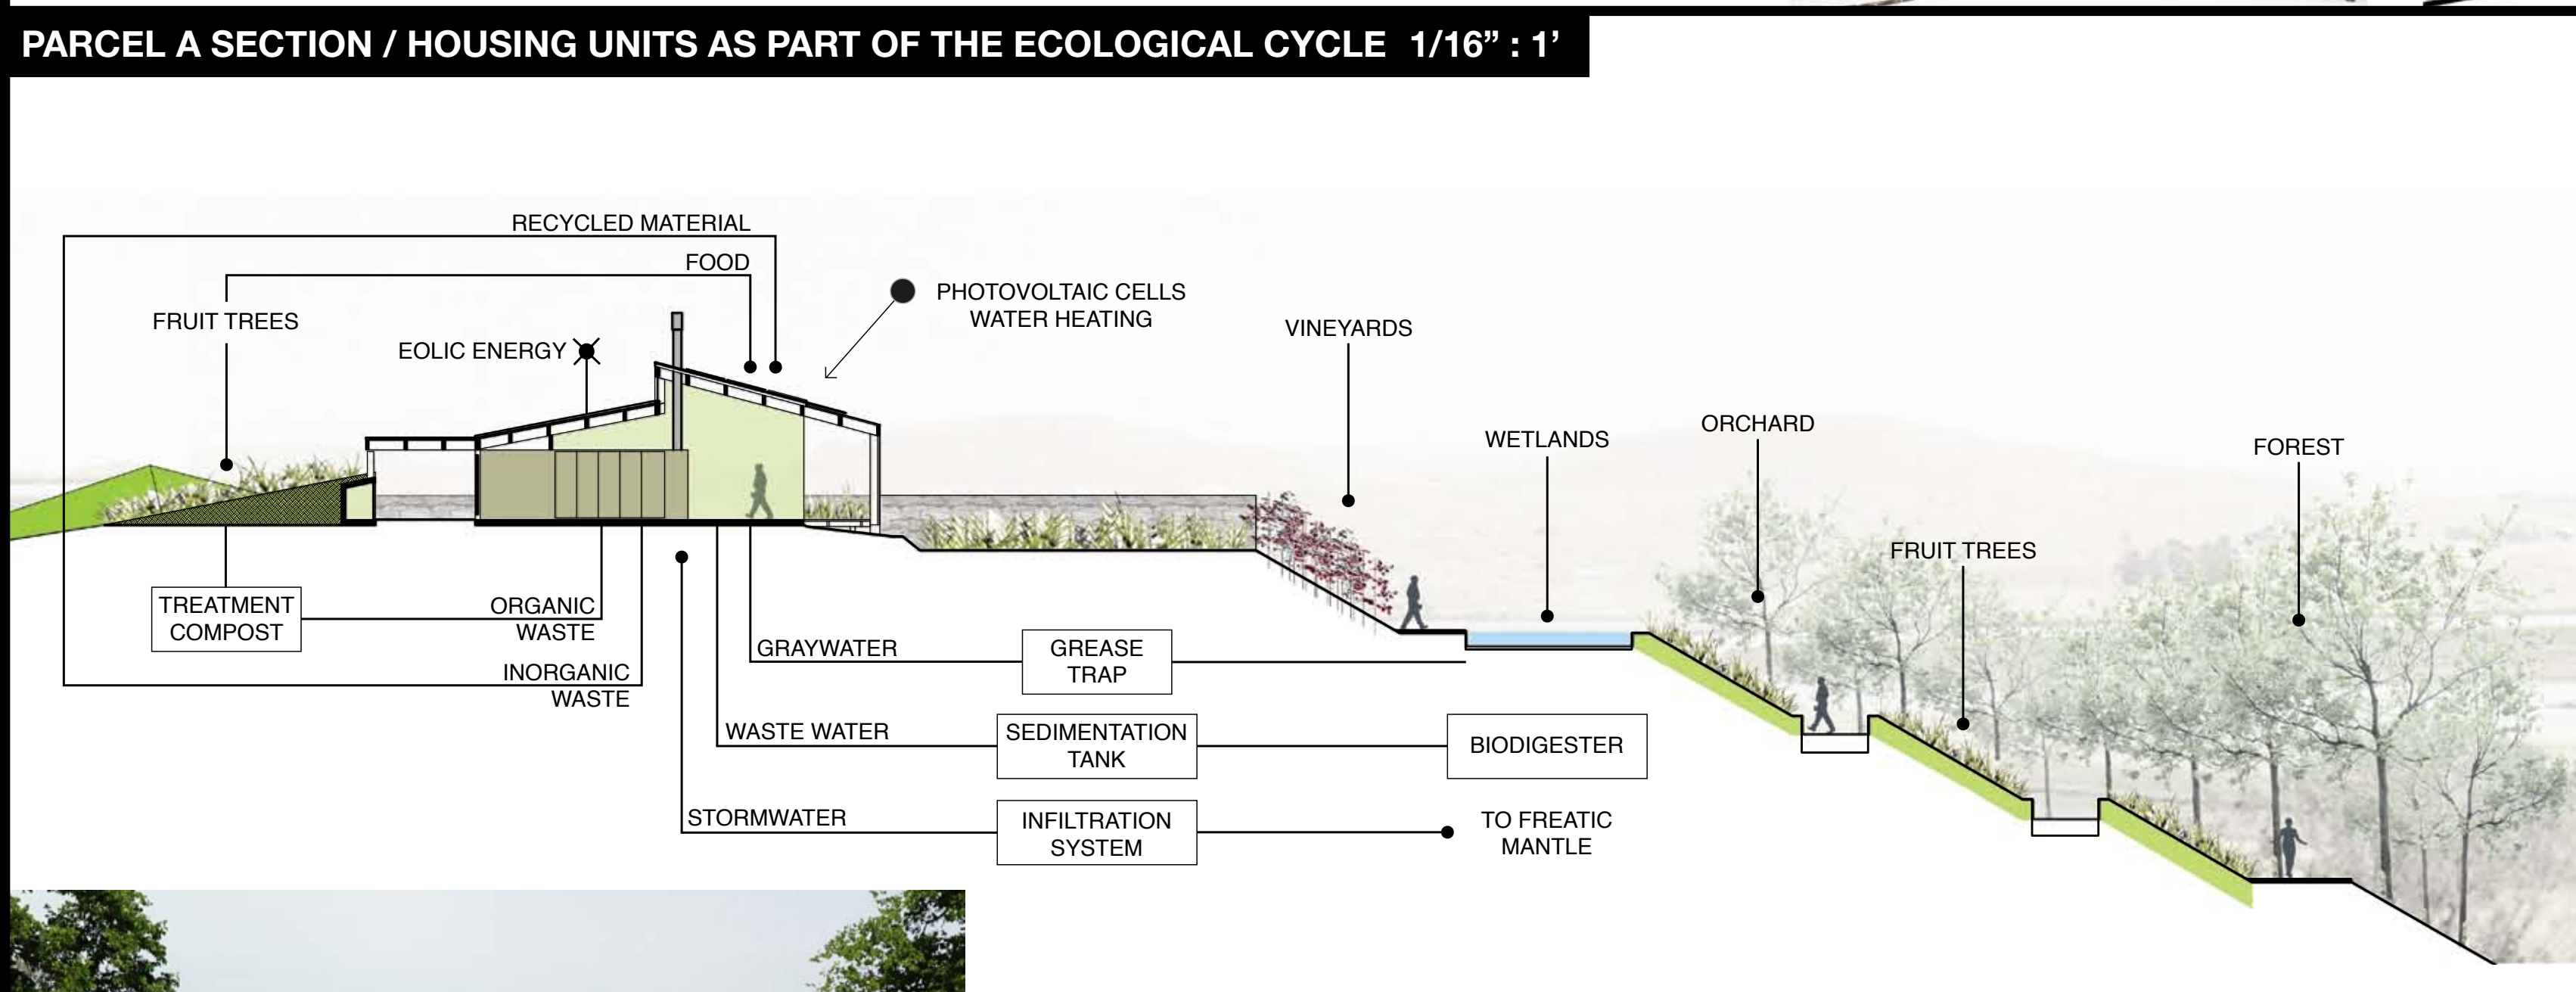 PARCEL A SECTION / HOUSING UNITS AS PART OF THE ECOLOGICAL CYCLE 1/16” : 1’
RECYCLED MATERIAL
FOOD
FRUIT TREES
EOLIC ENERGY
PHOTOVOLTAIC CELLS
WATER HEATING
VINEYARDS
WETLANDS
ORCHARD
FOREST
FRUIT TREES
TREATMENT
COMPOST
ORGANIC
WASTE
INORGANIC
WASTE
GRAYWATER
GREASE
TRAP
WASTE WATER
SEDIMENTATION
TANK
BIODIGESTER
STORMWATER
INFILTRATION
SYSTEM
TO FREATIC
MANTLE